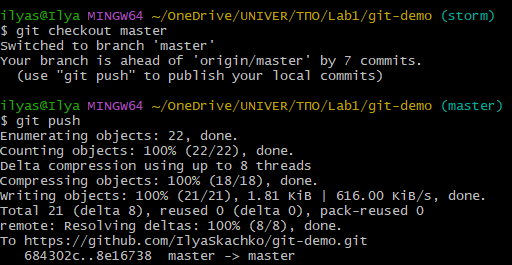 ilyas@Ilya MINGW64 ~/OneDrive/UNIVER/ТПО/Lab1/git-demo (storm)
$ git checkout master
Switched to branch 'master'
Your branch is ahead of 'origin/master' by 7 commits.
  (use "git push" to publish your local commits)
ilyas@Ilya MINGW64 ~/OneDrive/UNIVER/ТПО/Lab1/git-demo (master)
$ git push
Enumerating objects: 22, done.
Counting objects: 100% (22/22), done.
Delta compression using up to 8 threads
Compressing objects: 100% (18/18), done.
Writing objects: 100% (21/21), 1.81 KiB | 616.00 KiB/s, done.
Total 21 (delta 8), reused 0 (delta 0), pack-reused 0
remote: Resolving deltas: 100% (8/8), done.
To https://github.com/IlyaSkachko/git-demo.git
   684302c..8e16738  master -> master